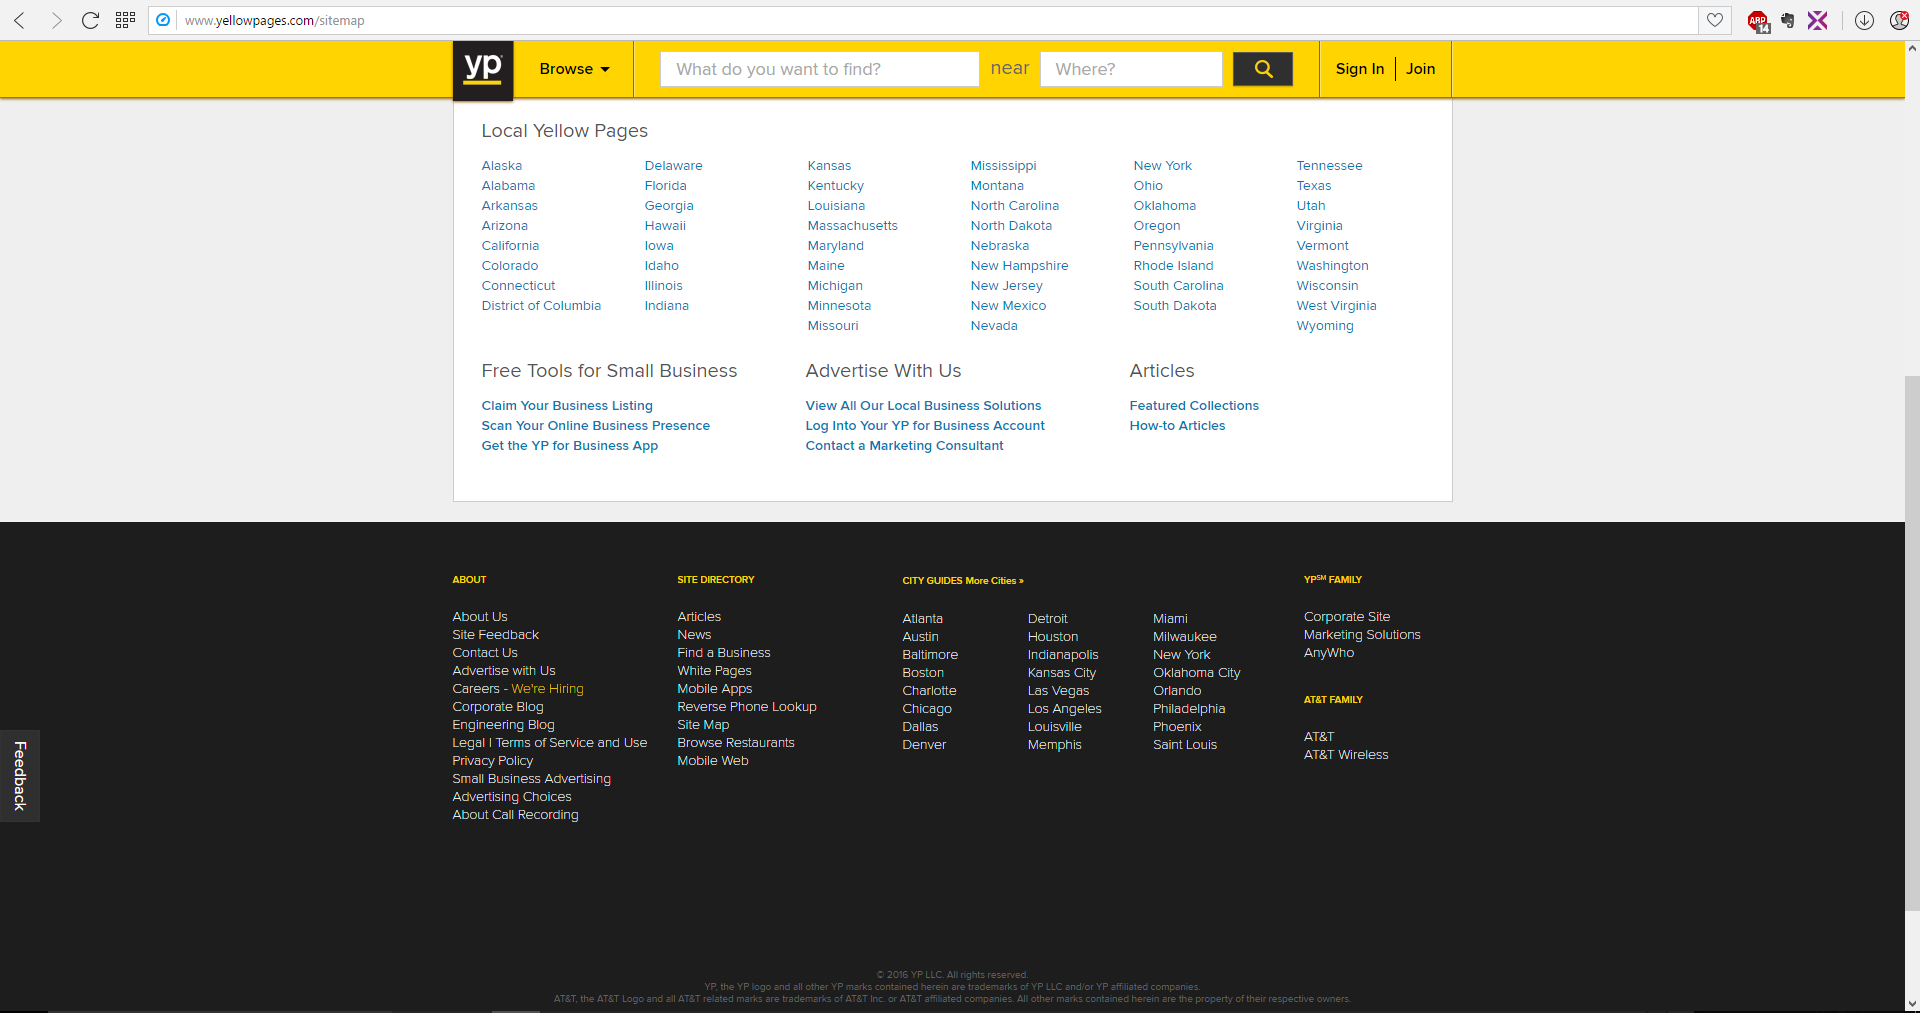 www.yellowpages.com/sitemap
ABP
14
yp
Browse
What do you want to find?
near
Where?
Sign In
Join
Local Yellow Pages
Alaska
Alabama
Arkansas
Arizona
California
Colorado
Connecticut
District of Columbia
Delaware
Florida
Georgia
Hawaii
Iowa
Idaho
Illinois
Indiana
Kansas
Kentucky
Louisiana
Massachusetts
Maryland
Maine
Michigan
Minnesota
Missouri
Mississippi
Montana
North Carolina
North Dakota
Nebraska
New Hampshire
New Jersey
New Mexico
Nevada
New York
Ohio
Oklahoma
Oregon
Pennsylvania
Rhode Island
South Carolina
South Dakota
Tennessee
Texas
Utah
Virginia
Vermont
Washington
Wisconsin
West Virginia
Wyoming
Free Tools for Small Business
Claim Your Business Listing
Scan Your Online Business Presence
Get the YP for Business App
Advertise With Us
View All Our Local Business Solutions
Log Into Your YP for Business Account
Contact a Marketing Consultant
Articles
Featured Collections
How-to Articles
ABOUT
About Us
Site Feedback
Contact Us
Advertise with Us
Careers - We're Hiring
Corporate Blog
Engineering Blog
Legal | Terms of Service and Use
Privacy Policy
Small Business Advertising
Advertising Choices
About Call Recording
SITE DIRECTORY
Articles
News
Find a Business
White Pages
Mobile Apps
Reverse Phone Lookup
Site Map
Browse Restaurants
Mobile Web
CITY GUIDES More Cities »
Atlanta
Austin
Baltimore
Boston
Charlotte
Chicago
Dallas
Denver
Detroit
Houston
Indianapolis
Kansas City
Las Vegas
Los Angeles
Louisville
Memphis
Miami
Milwaukee
New York
Oklahoma City
Orlando
Philadelphia
Phoenix
Saint Louis
YP℠ FAMILY
Corporate Site
Marketing Solutions
AnyWho
AT&T FAMILY
AT&T
AT&T Wireless
Feedback
© 2016 YP LLC. All rights reserved.
YP, the YP logo and all other YP marks contained herein are trademarks of YP LLC and/or YP affiliated companies.
AT&T, the AT&T Logo and all AT&T related marks are trademarks of AT&T Inc. or AT&T affiliated companies. All other marks contained herein are the property of their respective owners.